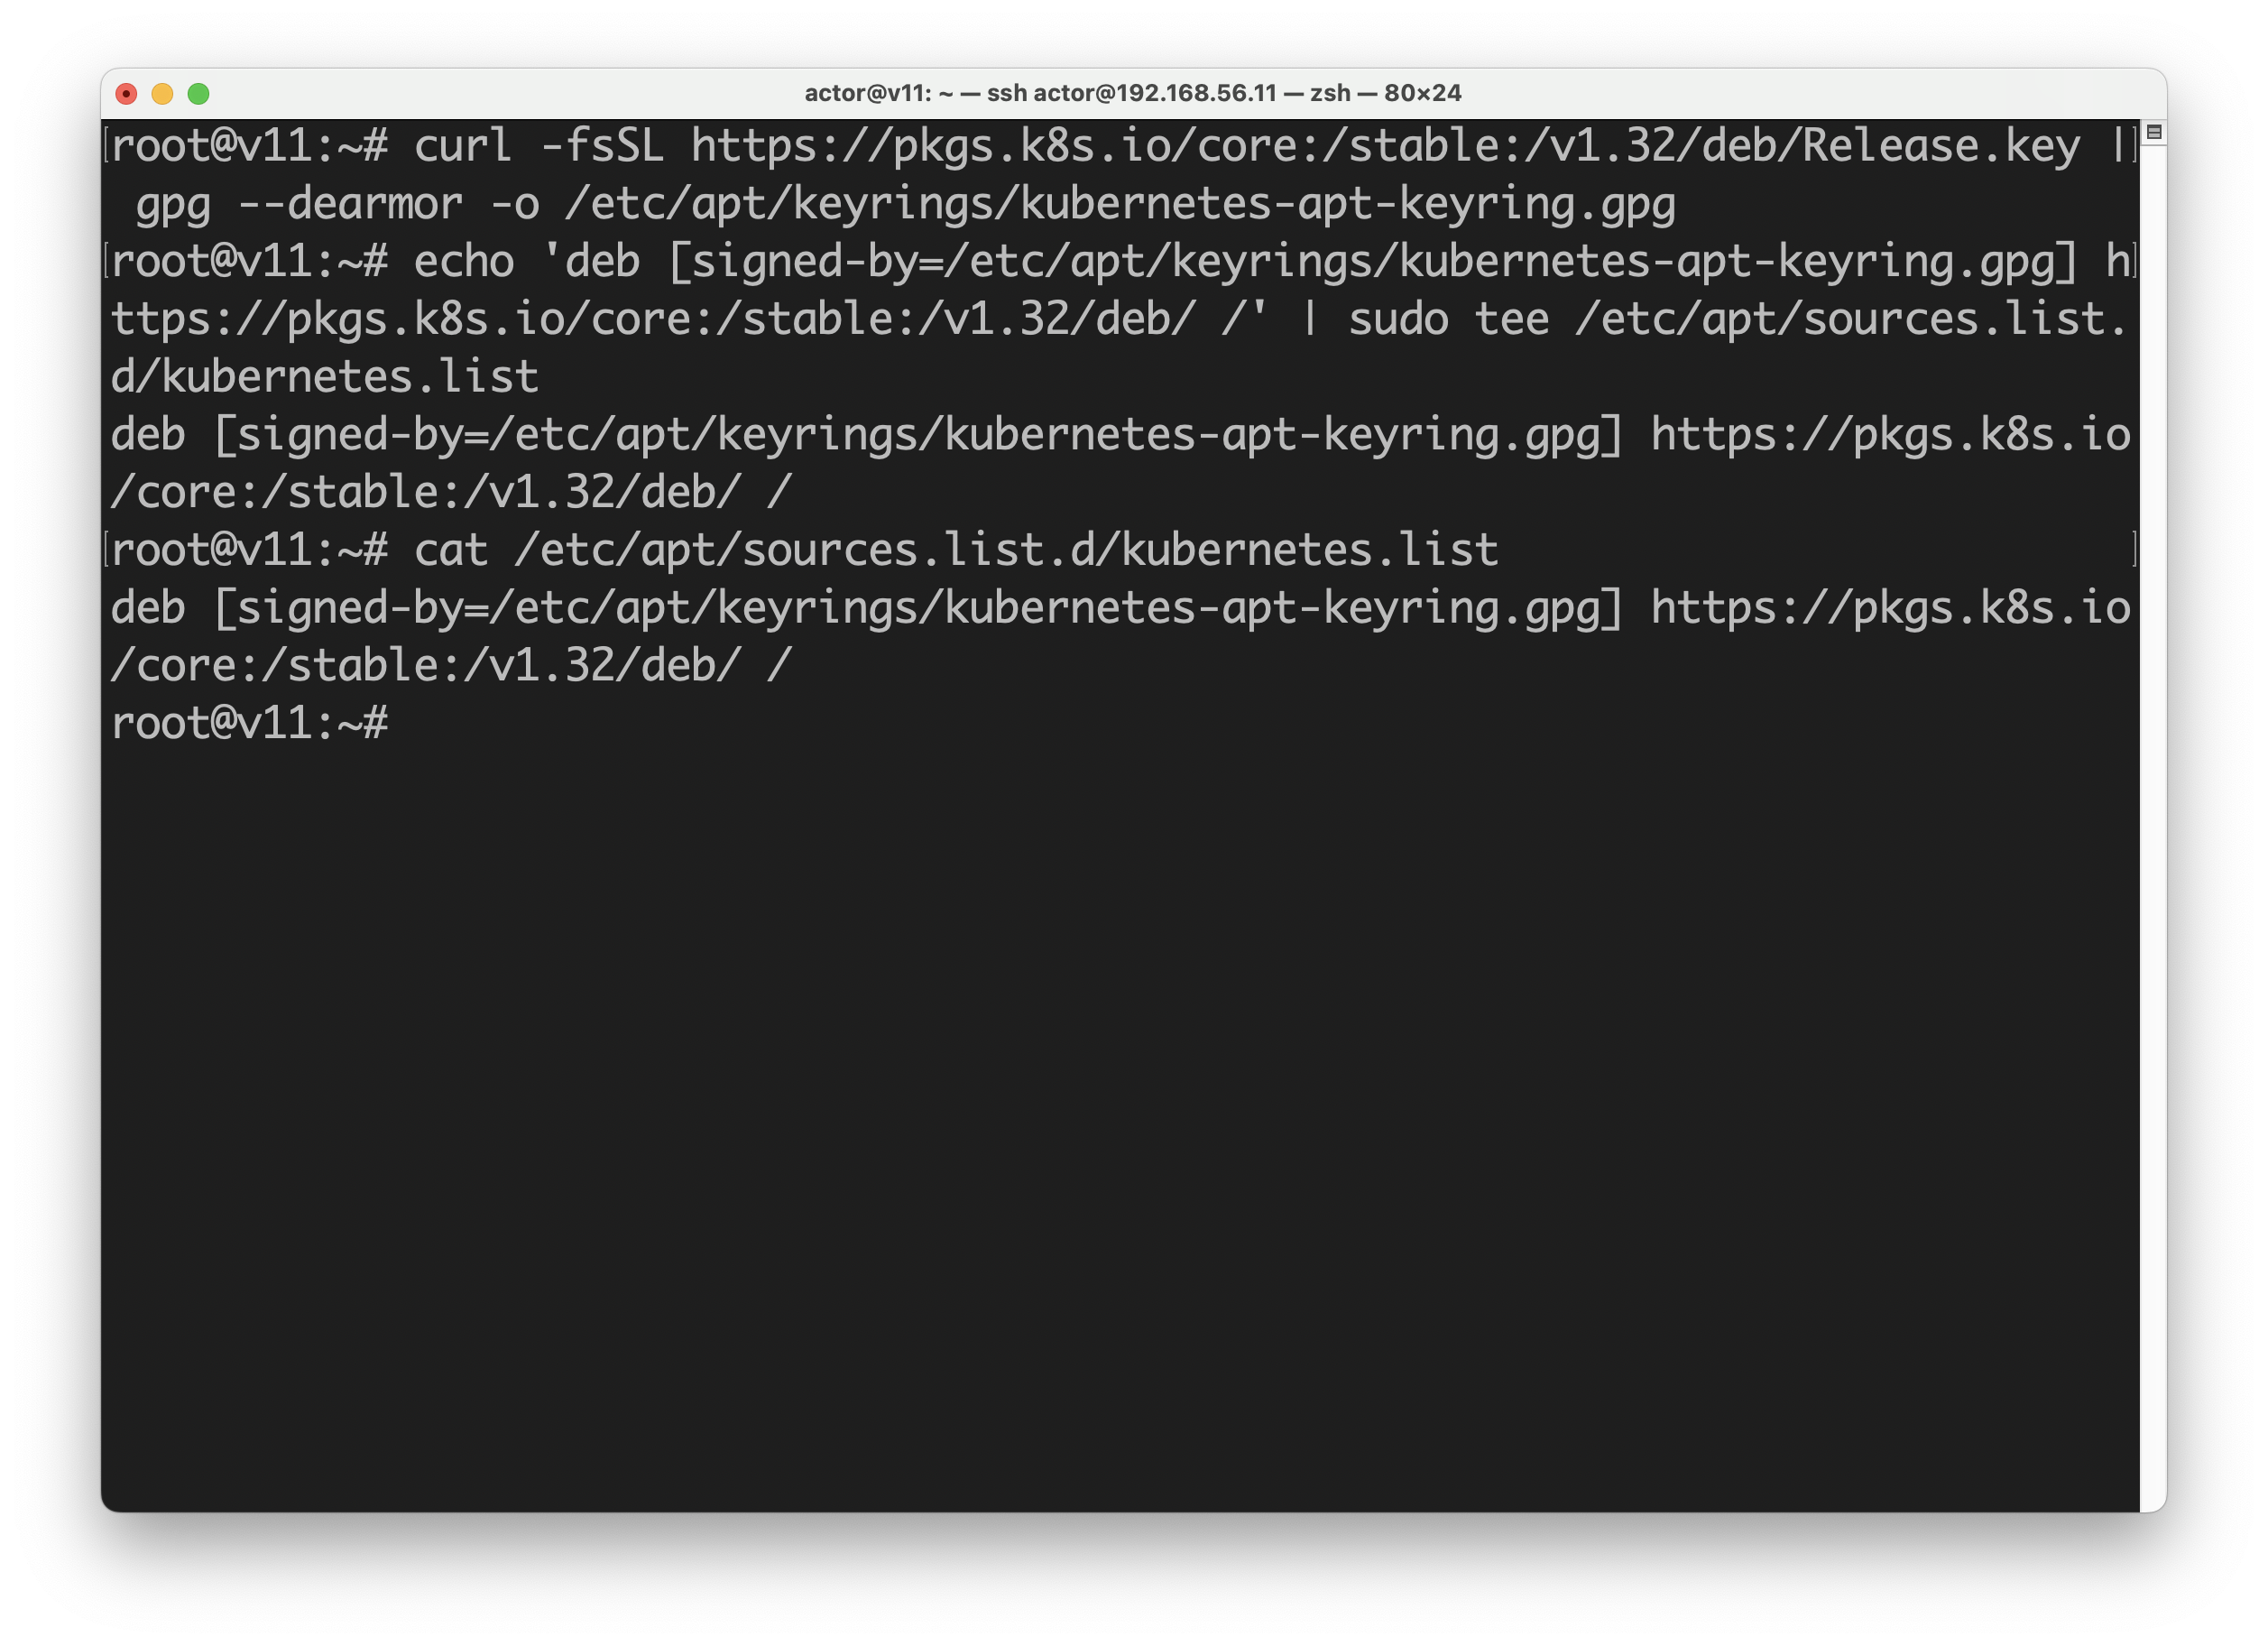 actor@v11: ~ — ssh actor@192.168.56.11 — zsh — 80×24
[root@v11:~# curl -fsSL https://pkgs.k8s.io/core:/stable:/v1.32/deb/Release.key |]
 gpg --dearmor -o /etc/apt/keyrings/kubernetes-apt-keyring.gpg
[root@v11:~# echo 'deb [signed-by=/etc/apt/keyrings/kubernetes-apt-keyring.gpg] h]
ttps://pkgs.k8s.io/core:/stable:/v1.32/deb/ /' | sudo tee /etc/apt/sources.list.
d/kubernetes.list
deb [signed-by=/etc/apt/keyrings/kubernetes-apt-keyring.gpg] https://pkgs.k8s.io
/core:/stable:/v1.32/deb/ /
[root@v11:~# cat /etc/apt/sources.list.d/kubernetes.list ]
deb [signed-by=/etc/apt/keyrings/kubernetes-apt-keyring.gpg] https://pkgs.k8s.io
/core:/stable:/v1.32/deb/ /
root@v11:~#